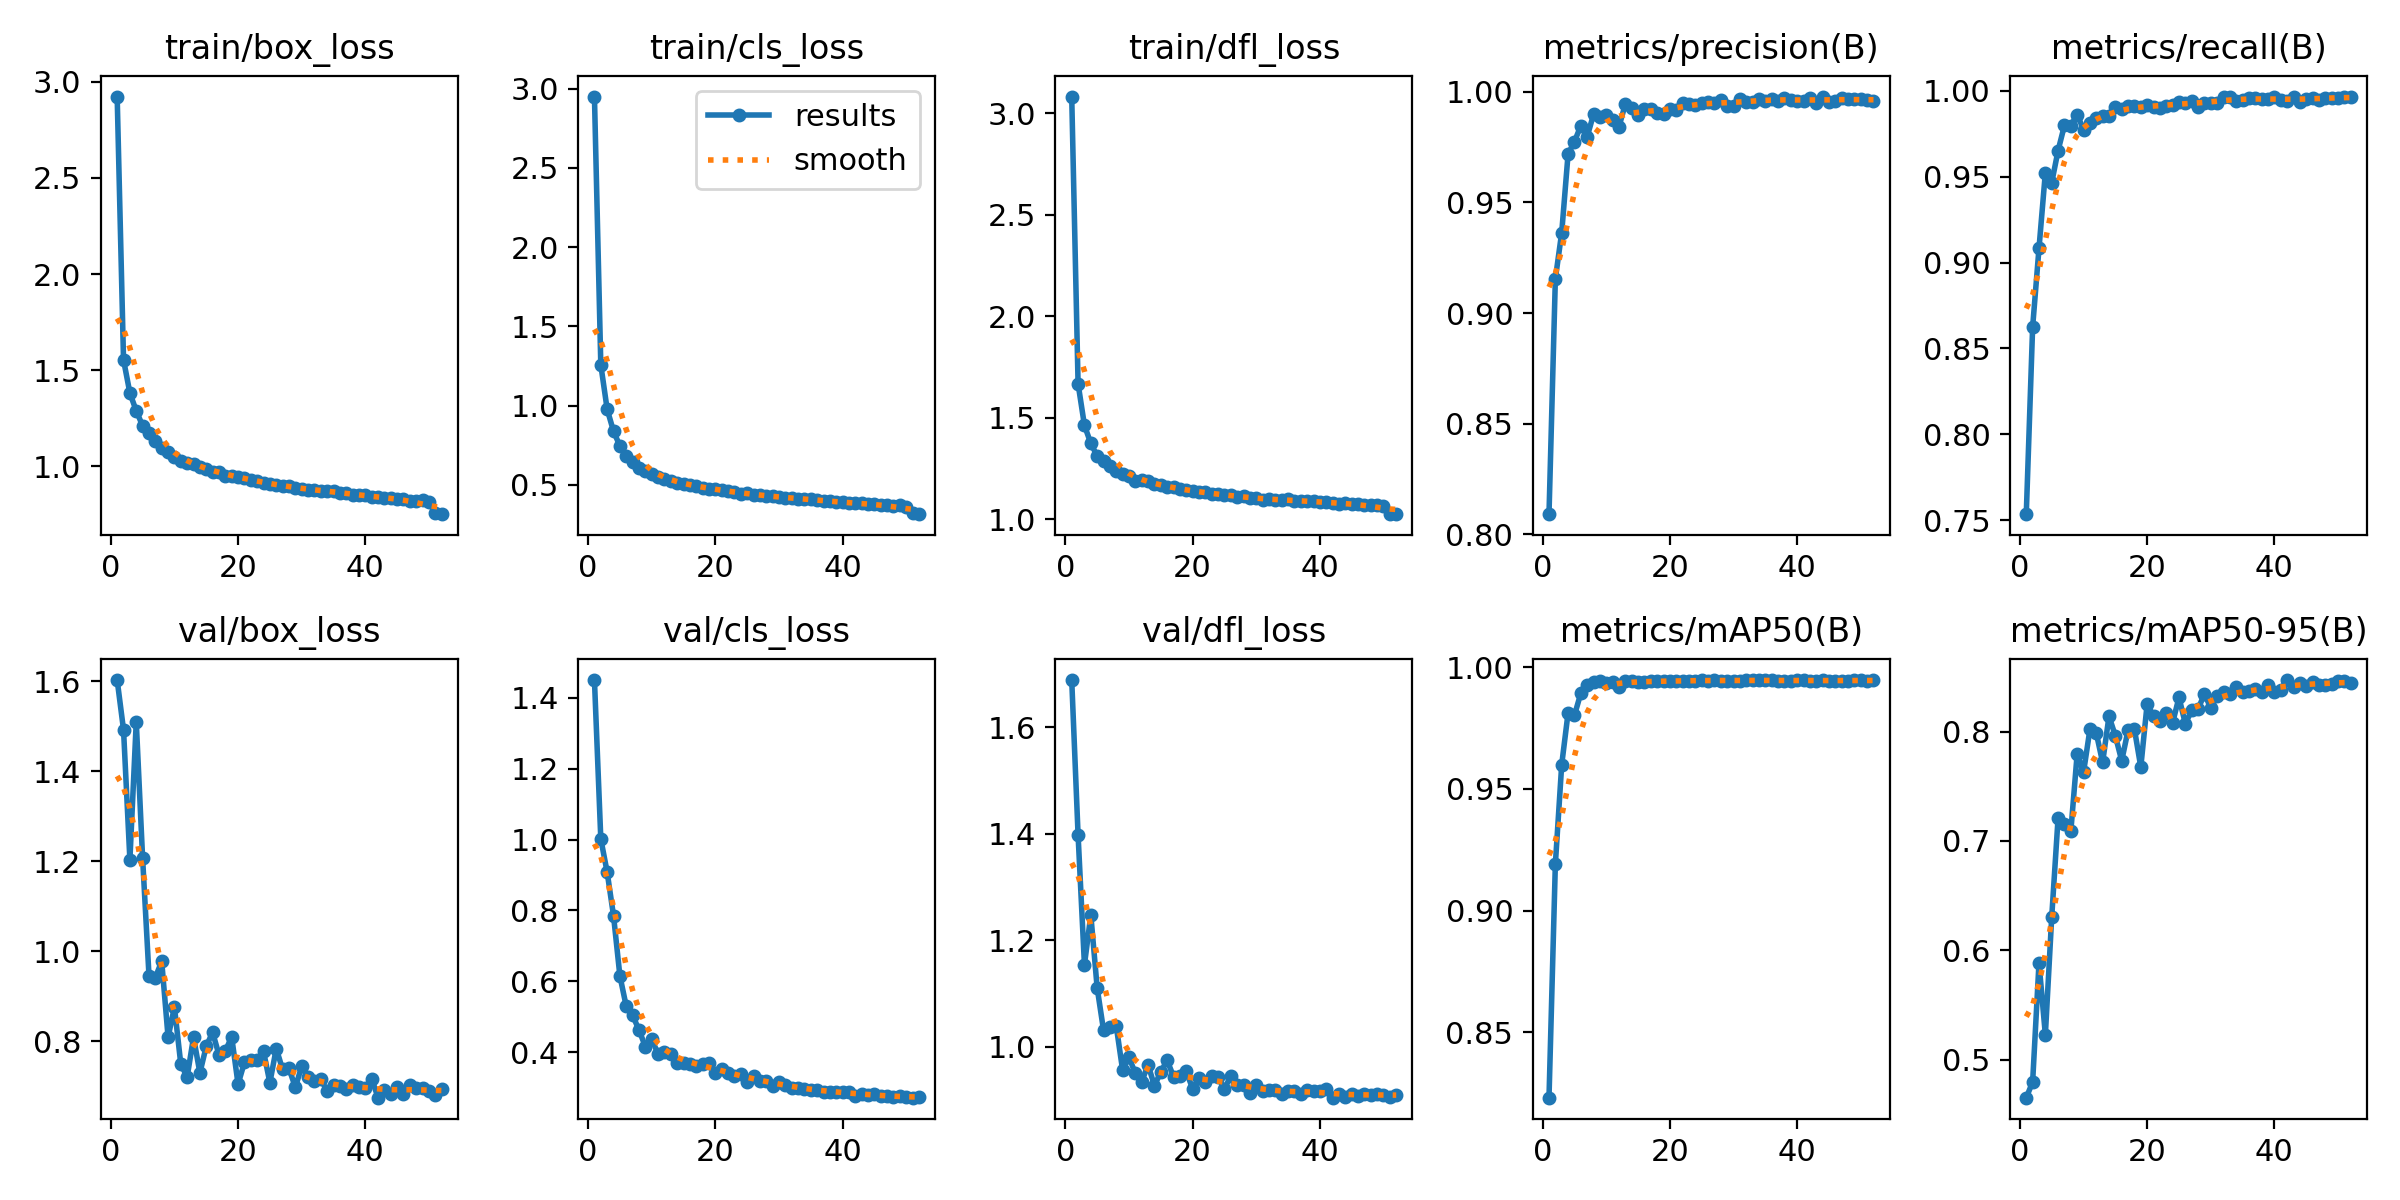 train/box_loss
3.0
2.5
2.0
1.5
1.0
0 20 40
train/cls_loss
results
smooth
3.0
2.5
2.0
1.5
1.0
0.5
0 20 40
train/dfl_loss
3.0
2.5
2.0
1.5
1.0
0 20 40
metrics/precision(B)
1.00
0.95
0.90
0.85
0.80
0 20 40
metrics/recall(B)
1.00
0.95
0.90
0.85
0.80
0.75
0 20 40
val/box_loss
1.6
1.4
1.2
1.0
0.8
0 20 40
val/cls_loss
1.4
1.2
1.0
0.8
0.6
0.4
0 20 40
val/dfl_loss
1.6
1.4
1.2
1.0
0 20 40
metrics/mAP50(B)
1.00
0.95
0.90
0.85
0 20 40
metrics/mAP50-95(B)
0.8
0.7
0.6
0.5
0 20 40